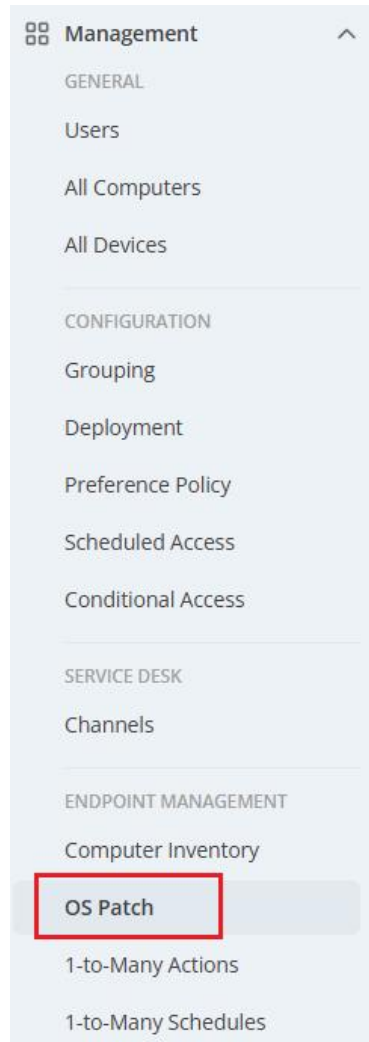 Management
GENERAL
Users
All Computers
All Devices
CONFIGURATION
Grouping
Deployment
Preference Policy
Scheduled Access
Conditional Access
SERVICE DESK
Channels
ENDPOINT MANAGEMENT
Computer Inventory
OS Patch
1-to-Many Actions
1-to-Many Schedules